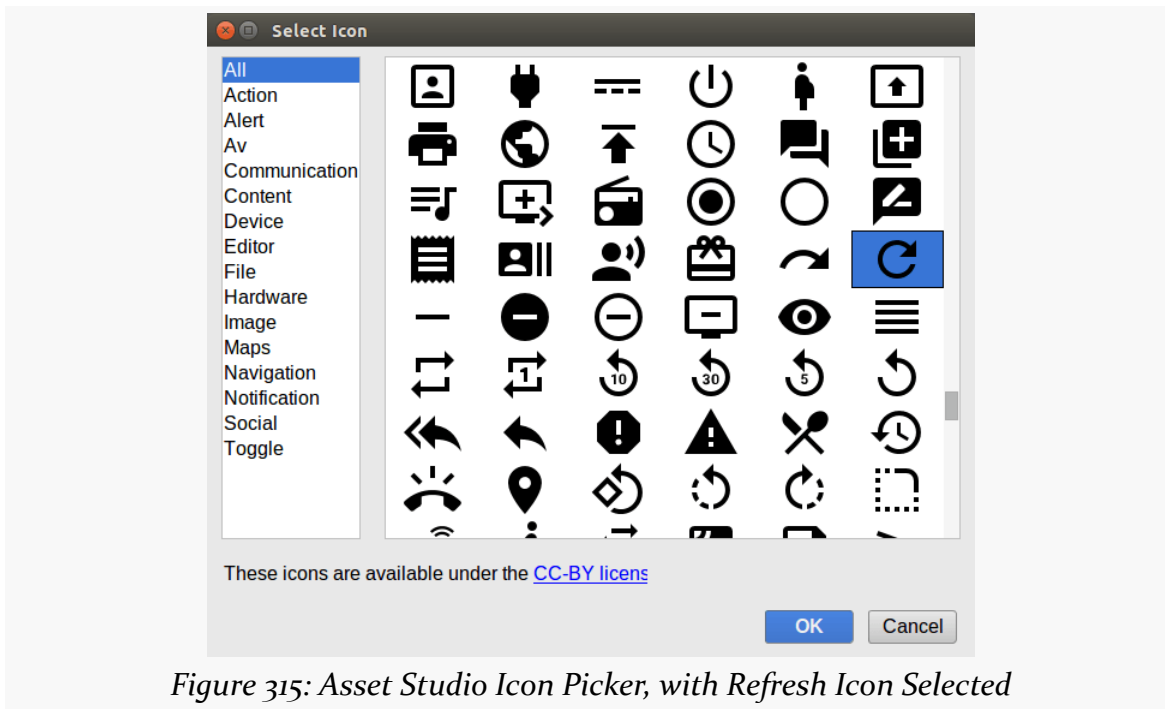 Select Icon
All
Action
Alert
Av
Communication
Content
Device
Editor
File
Hardware
Image
Maps
Navigation
Notification
Social
Toggle
1
10
30
5
These icons are available under the CC-BY licens
OK
Cancel
Figure 315: Asset Studio Icon Picker, with Refresh Icon Selected